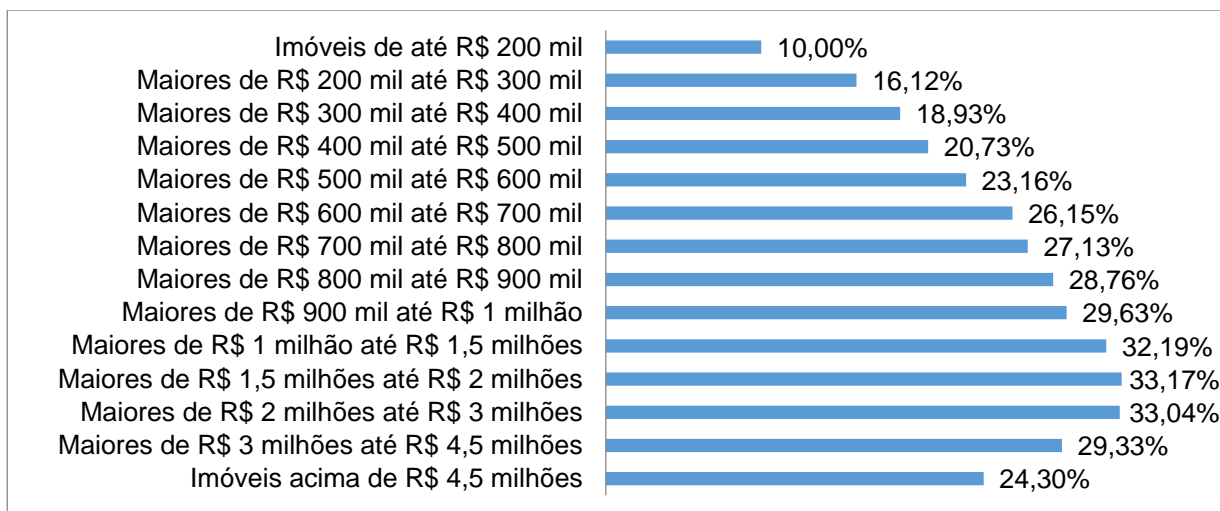 Imóveis de até R$ 200 mil 10,00%
Maiores de R$ 200 mil até R$ 300 mil 16,12%
Maiores de R$ 300 mil até R$ 400 mil 18,93%
Maiores de R$ 400 mil até R$ 500 mil 20,73%
Maiores de R$ 500 mil até R$ 600 mil 23,16%
Maiores de R$ 600 mil até R$ 700 mil 26,15%
Maiores de R$ 700 mil até R$ 800 mil 27,13%
Maiores de R$ 800 mil até R$ 900 mil 28,76%
Maiores de R$ 900 mil até R$ 1 milhão 29,63%
Maiores de R$ 1 milhão até R$ 1,5 milhões 32,19%
Maiores de R$ 1,5 milhões até R$ 2 milhões 33,17%
Maiores de R$ 2 milhões até R$ 3 milhões 33,04%
Maiores de R$ 3 milhões até R$ 4,5 milhões 29,33%
Imóveis acima de R$ 4,5 milhões 24,30%